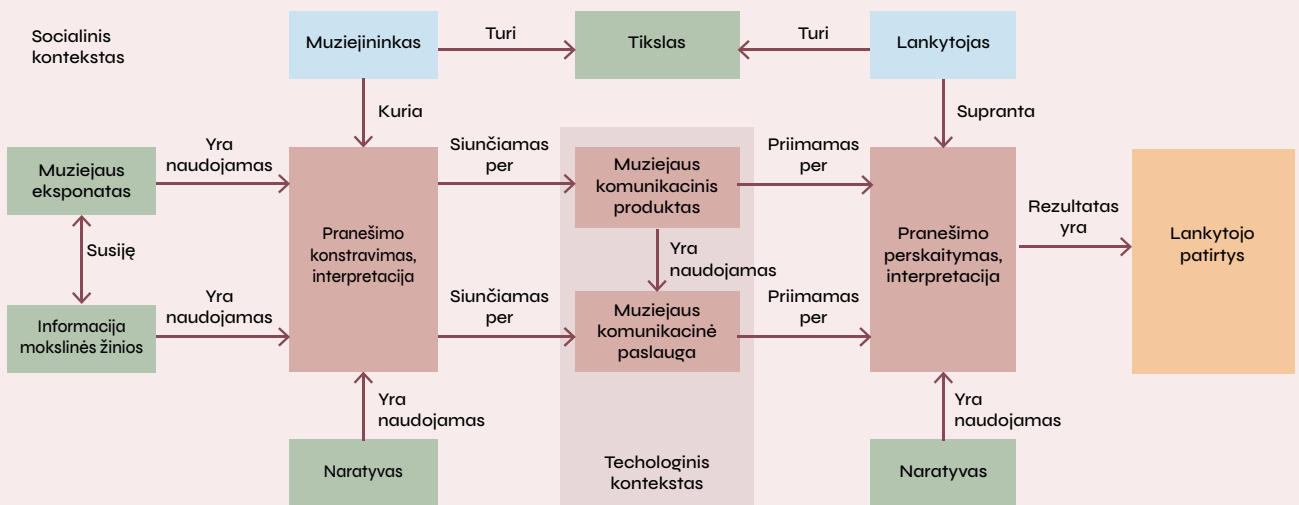 Socialinis
kontekstas
Muziejininkas
Turi
Tikslas
Turi
Lankytojas
Kuria
Supranta
Muziejaus
eksponatas
Yra
naudojamas
Siunčiamas
per
Muziejaus
komunikacinis
produktas
Priimamas
per
Susiję
Pranešimo
konstravimas,
interpretacija
Yra
naudojamas
Pranešimo
perskaitymas,
interpretacija
Rezultatas
yra
Lankytojo
patirtys
Informacija
mokslinės žinios
Yra
naudojamas
Siunčiamas
per
Muziejaus
komunikacinė
paslauga
Priimamas
per
Yra
naudojamas
Yra
naudojamas
Naratyvas
Techologinis
kontekstas
Naratyvas